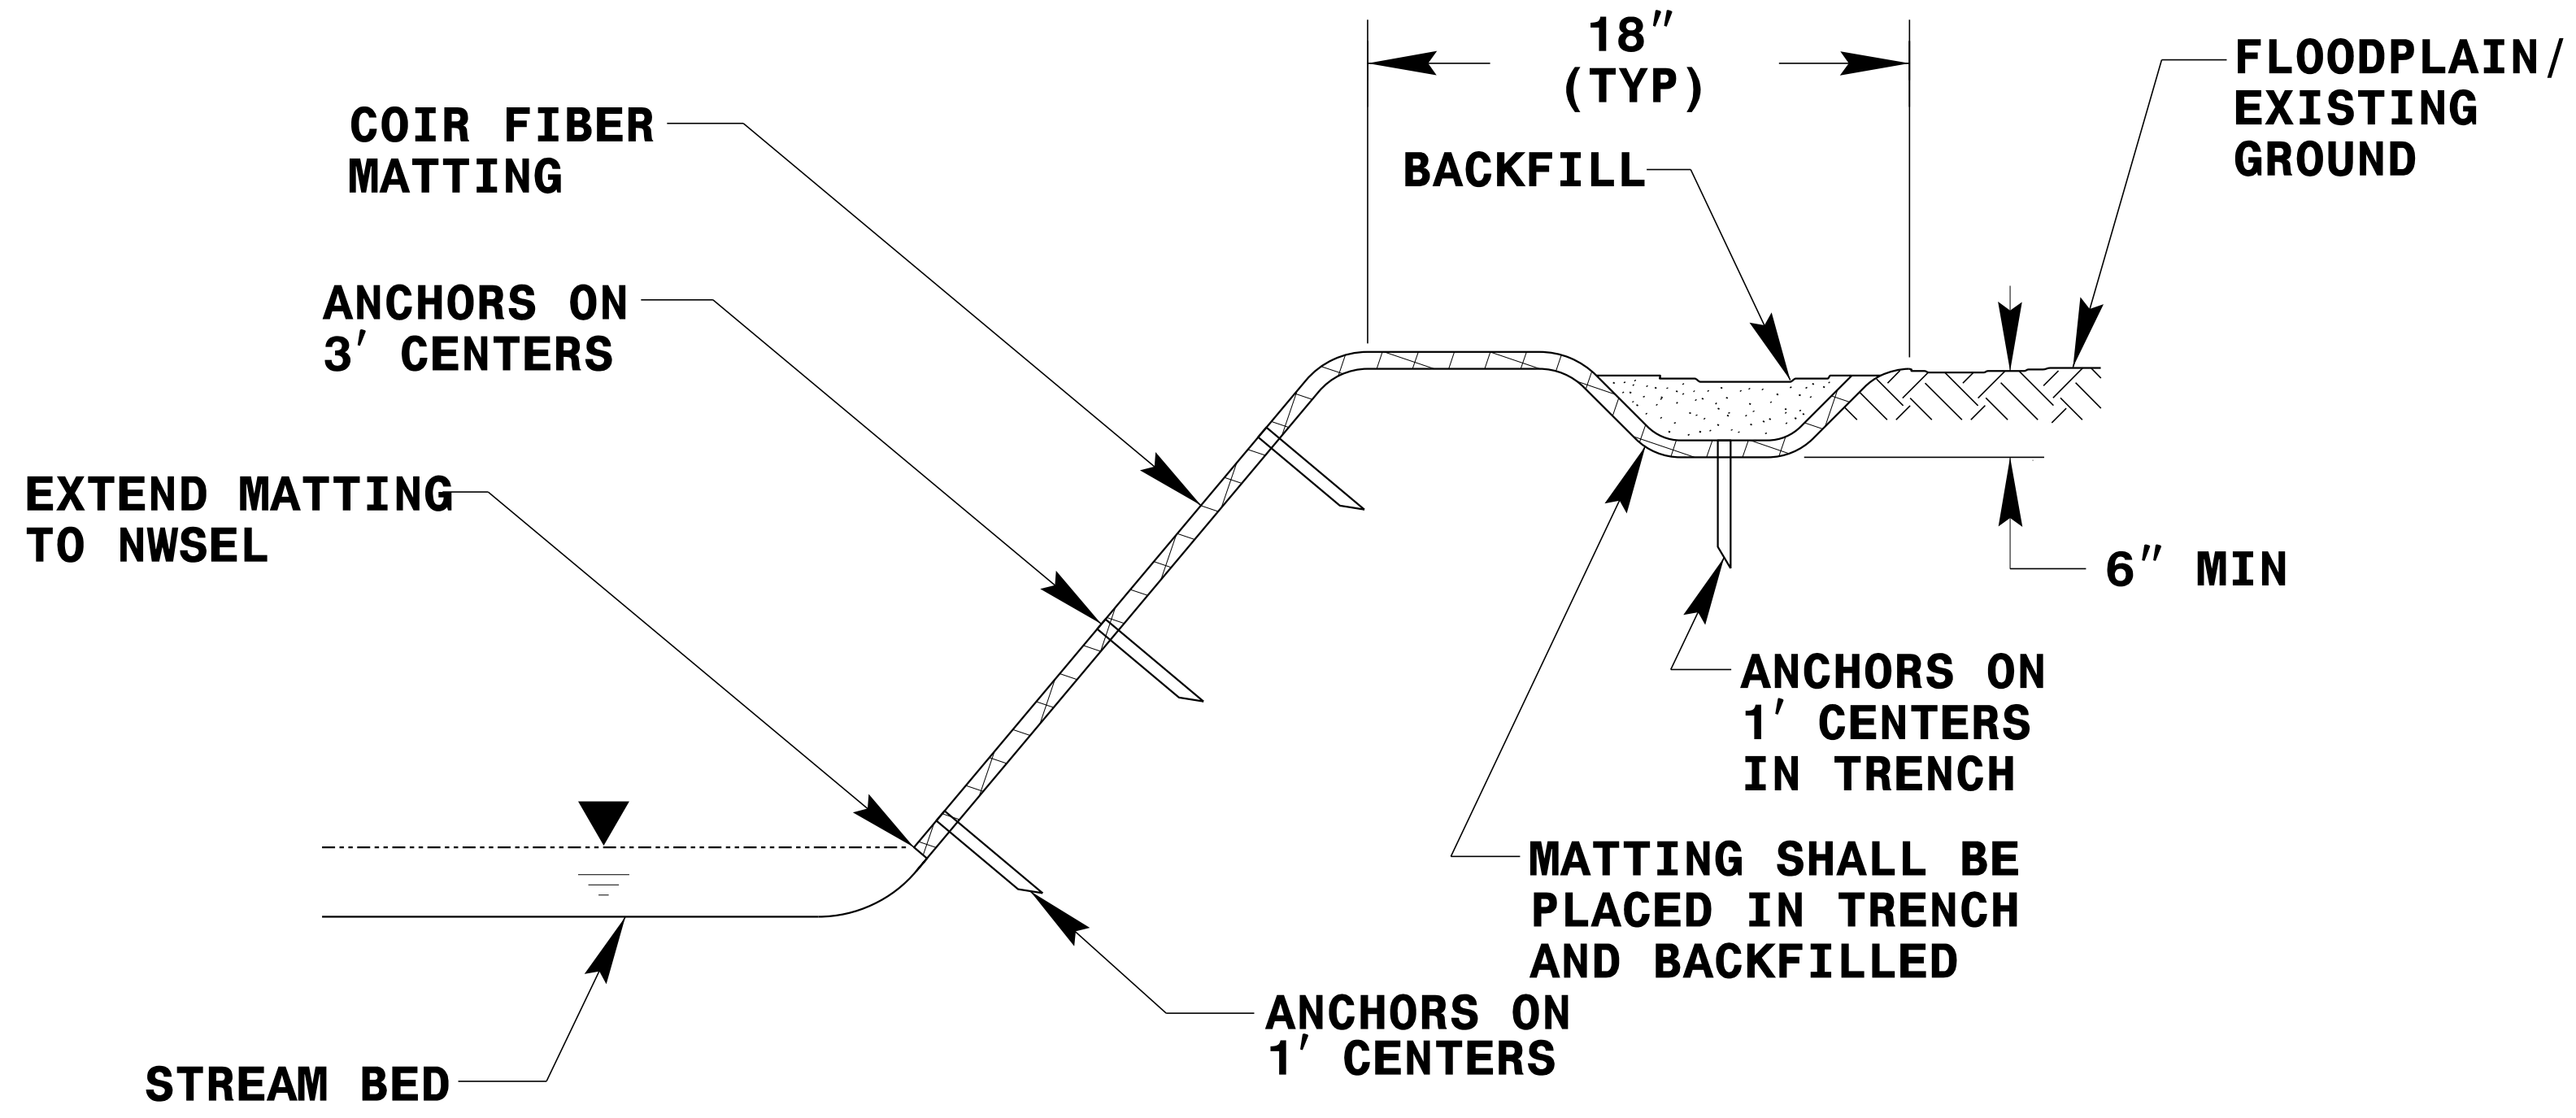 18"
(TYP)
FLOODPLAIN/
EXISTING
GROUND
COIR FIBER
MATTING
BACKFILL
ANCHORS ON
3' CENTERS
EXTEND MATTING
TO NWSEL
6" MIN
ANCHORS ON
1' CENTERS
IN TRENCH
MATTING SHALL BE
PLACED IN TRENCH
AND BACKFILLED
ANCHORS ON
1' CENTERS
STREAM BED